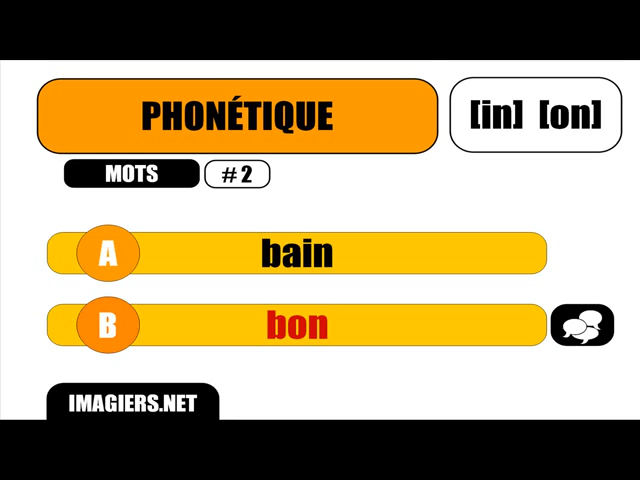 PHONÉTIQUE
[in] [on]
MOTS
# 2
A bain
B bon
IMAGIERS.NET